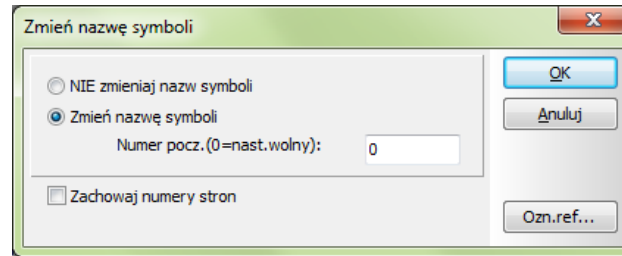 Zmień nazwę symboli
NIE zmieniaj nazw symboli
Zmień nazwę symboli
Numer pocz.(0=nast.wolny): 0
Zachowaj numery stron
OK
Anuluj
Ozn.ref...